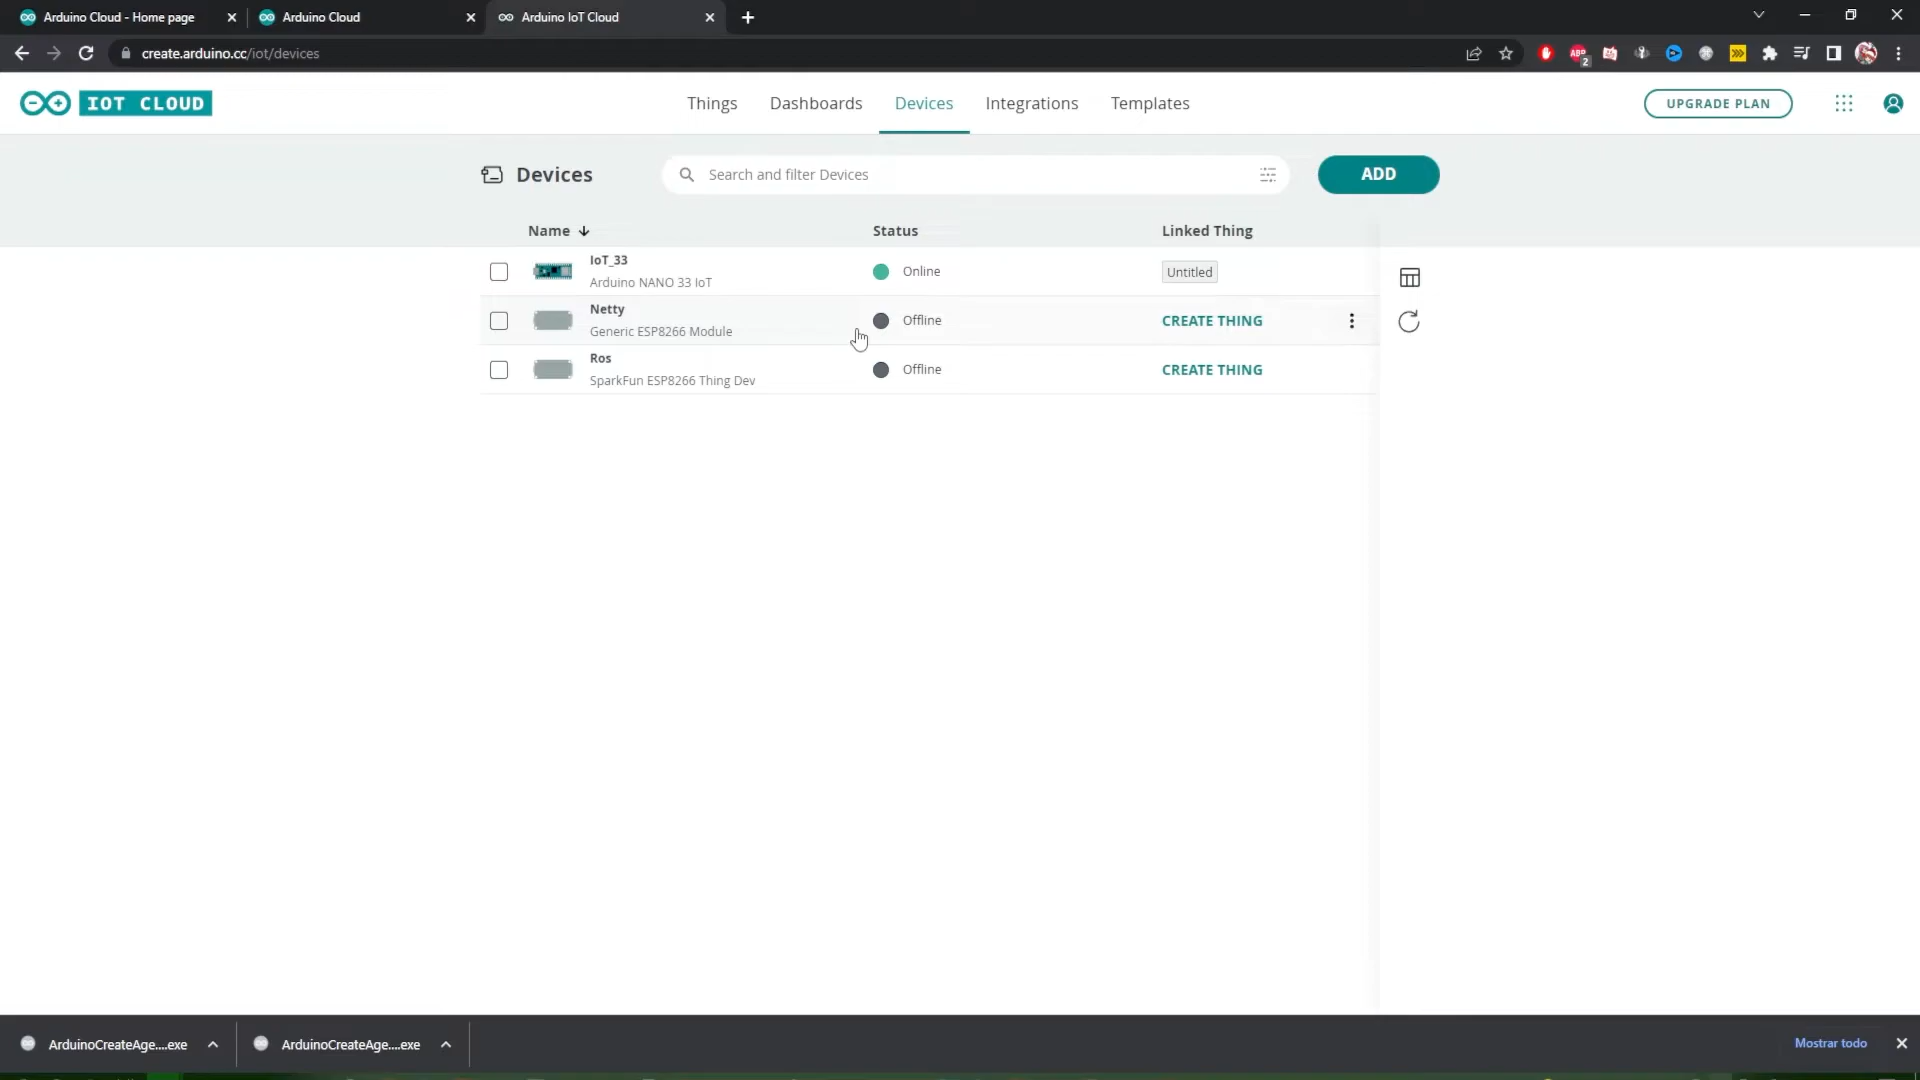 Arduino Cloud - Home page
Arduino Cloud
Arduino IoT Cloud
create.arduino.cc/iot/devices
ABP
2
IOT CLOUD
Things
Dashboards
Devices
Integrations
Templates
UPGRADE PLAN
Devices
Search and filter Devices
ADD
Name
Status
Linked Thing
IoT_33
Arduino NANO 33 IoT
Online
Untitled
Netty
Generic ESP8266 Module
Offline
CREATE THING
Ros
SparkFun ESP8266 Thing Dev
Offline
CREATE THING
ArduinoCreateAge....exe
ArduinoCreateAge....exe
Mostrar todo